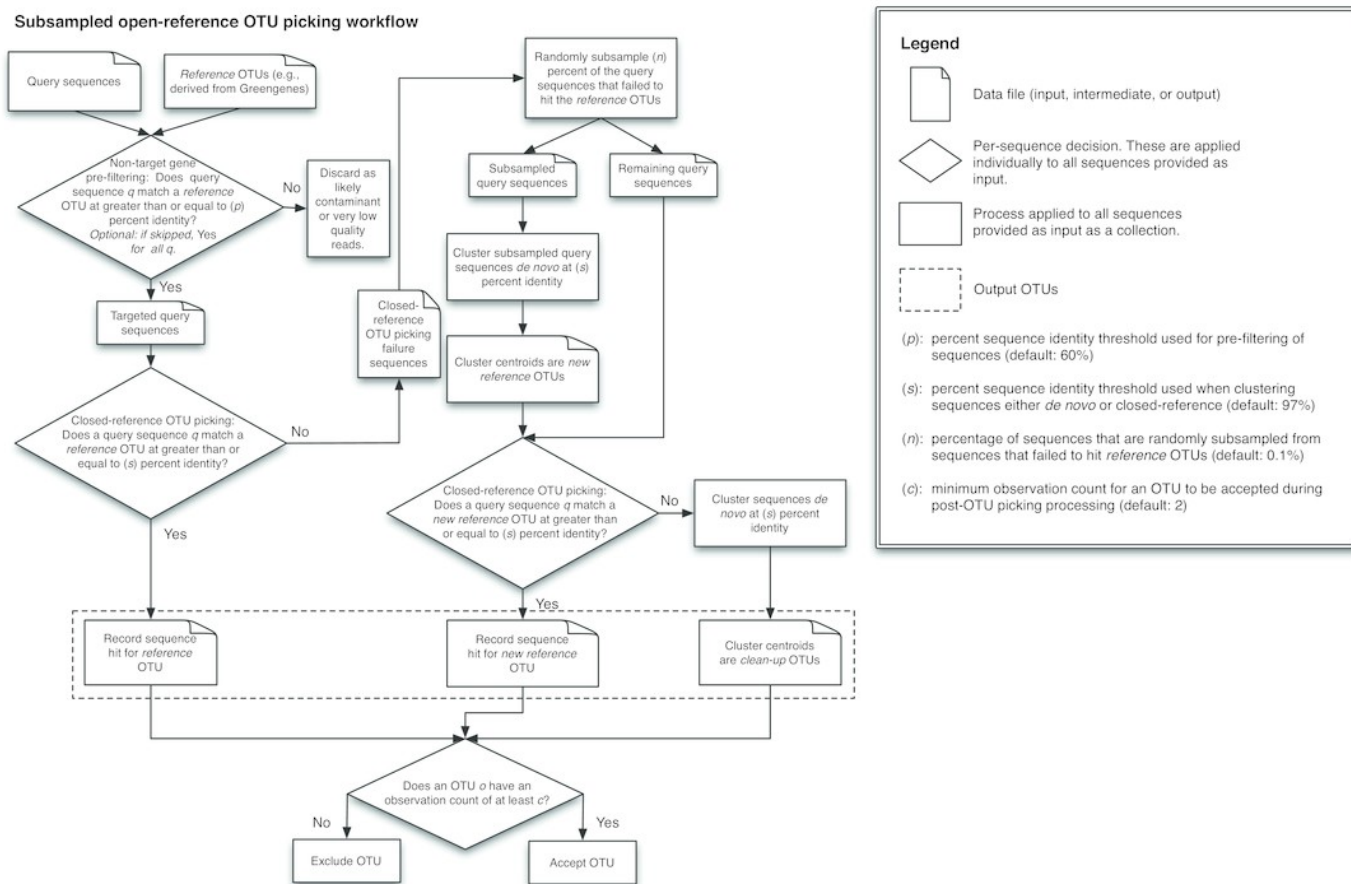 Subsampled open-reference OTU picking workflow
Query sequences
Reference OTUs (e.g.,
derived from Greengenes)
Non-target gene
pre-filtering: Does query
sequence q match a reference
OTU at greater than or equal to (p)
percent identity?
Optional: if skipped, Yes
for all q.
No
Discard as
likely
contaminant
or very low
quality
reads.
Yes
Targeted query
sequences
Closed-reference OTU picking:
Does a query sequence q match a
reference OTU at greater than or
equal to (s) percent identity?
No
Closed-
reference
OTU picking
failure
sequences
Yes
Randomly subsample (n)
percent of the query
sequences that failed to
hit the reference OTUs
Subsampled
query sequences
Remaining query
sequences
Cluster subsampled query
sequences de novo at (s)
percent identity
Cluster centroids are new
reference OTUs
Closed-reference OTU picking:
Does a query sequence q match a
new reference OTU at greater than
or equal to (s) percent identity?
No
Cluster sequences de
novo at (s) percent
identity
Yes
Record sequence
hit for reference
OTU
Record sequence
hit for new reference
OTU
Cluster centroids
are clean-up OTUs
Does an OTU o have an
observation count of at least c?
No
Yes
Exclude OTU
Accept OTU
Legend
Data file (input, intermediate, or output)
Per-sequence decision. These are applied
individually to all sequences provided as
input.
Process applied to all sequences
provided as input as a collection.
Output OTUs
(p): percent sequence identity threshold used for pre-filtering of
sequences (default: 60%)
(s): percent sequence identity threshold used when clustering
sequences either de novo or closed-reference (default: 97%)
(n): percentage of sequences that are randomly subsampled from
sequences that failed to hit reference OTUs (default: 0.1%)
(c): minimum observation count for an OTU to be accepted during
post-OTU picking processing (default: 2)